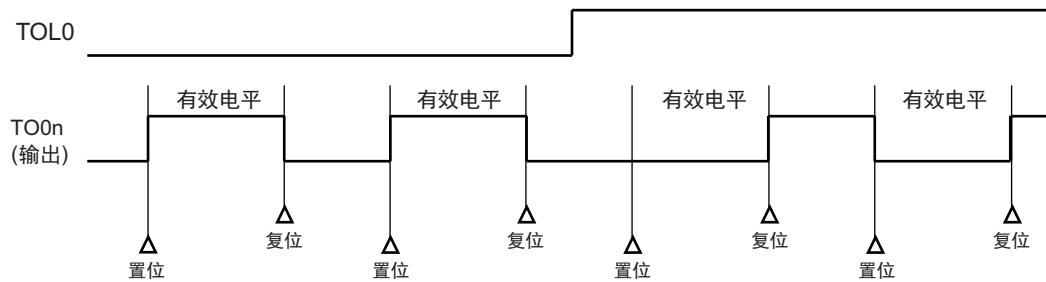 TOL0
有效电平 有效电平 有效电平 有效电平
TO0n
(输出)
复位 复位 复位 复位
置位 置位 置位 置位